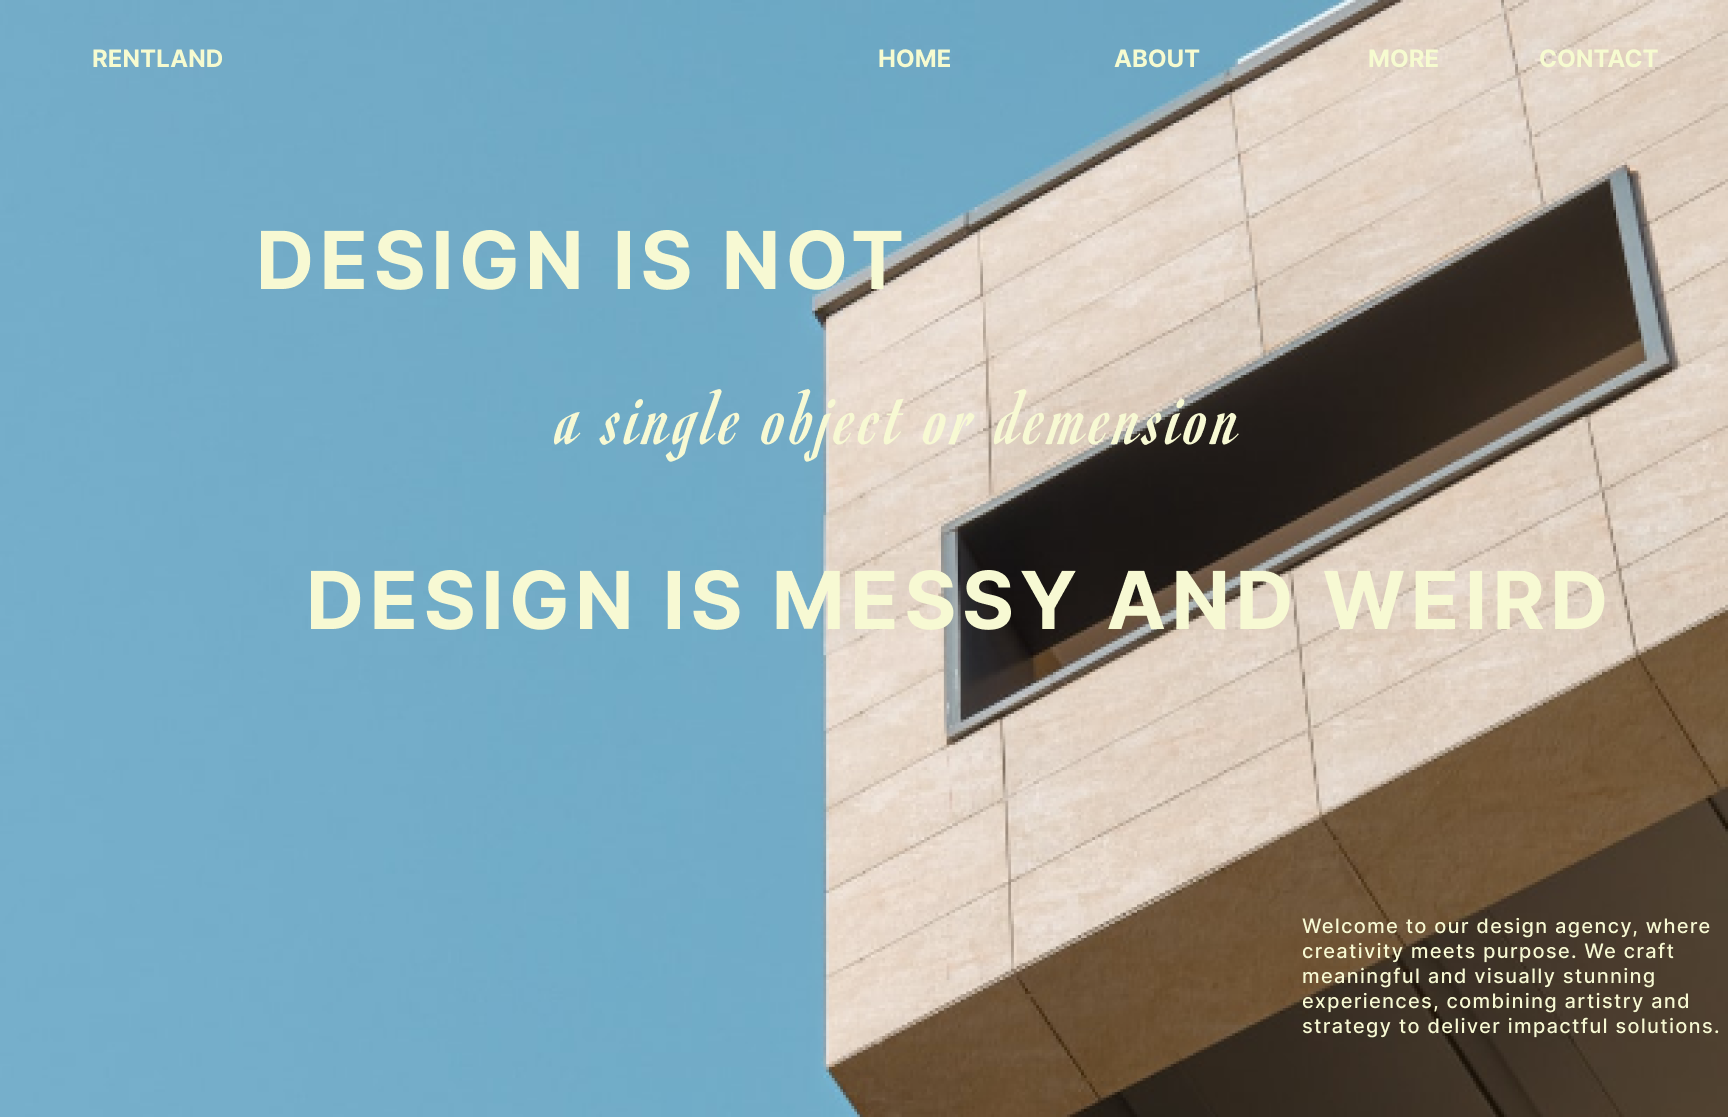 RENTLAND
HOME
ABOUT
MORE
CONTACT
DESIGN IS NOT
a single object or demension
DESIGN IS MESSY AND WEIRD
Welcome to our design agency, where
creativity meets purpose. We craft
meaningful and visually stunning
experiences, combining artistry and
strategy to deliver impactful solutions.